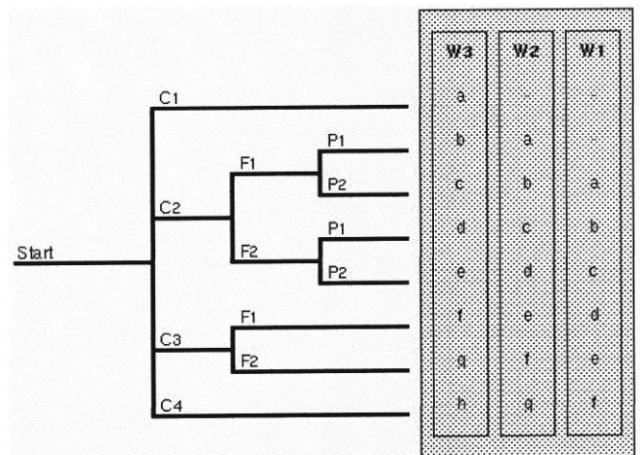 W3 W2 W1
C1 a - -
P1 b a -
F1
P2 c b a
C2
P1 d c b
Start F2
P2 e d c
F1 f e d
C3
F2 g f e
C4 h g f